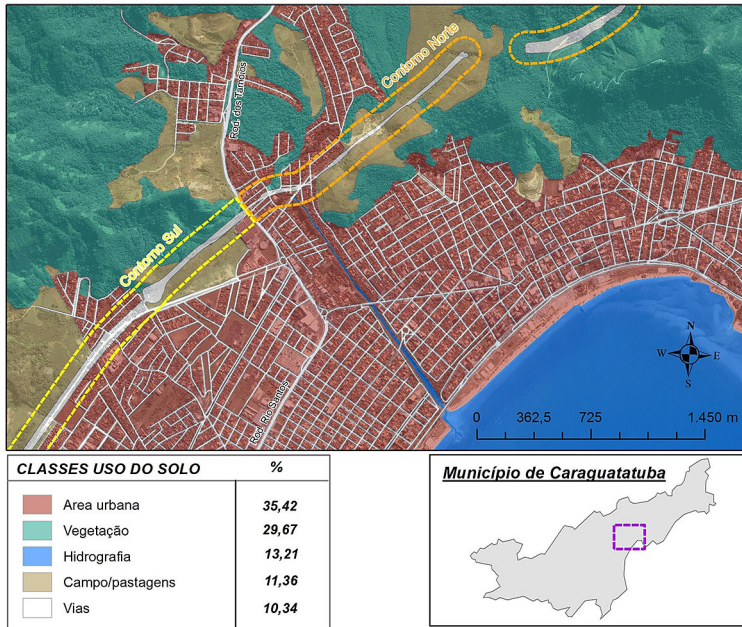 Contorno Norte
Rod. dos Tamoios
Contorno Sul
Rod. Rio Santos
N
W E
S
0 362,5 725 1.450 m
CLASSES USO DO SOLO %
Area urbana 35,42
Vegetação 29,67
Hidrografia 13,21
Campo/pastagens 11,36
Vias 10,34
Município de Caraguatatuba